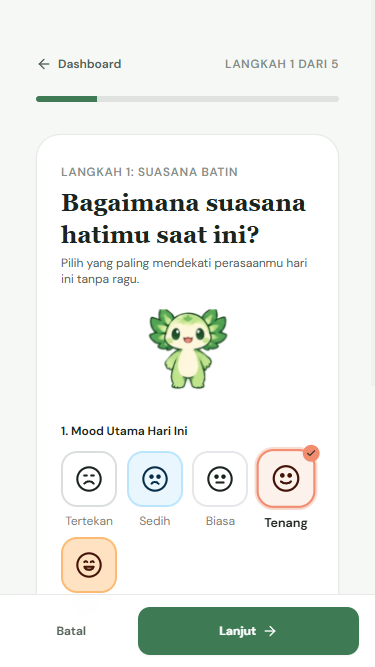 Dashboard
LANGKAH 1 DARI 5
LANGKAH 1: SUASANA BATIN
Bagaimana suasana
hatimu saat ini?
Pilih yang paling mendekati perasaanmu hari
ini tanpa ragu.
1. Mood Utama Hari Ini
Tertekan
Sedih
Biasa
Tenang
Batal
Lanjut